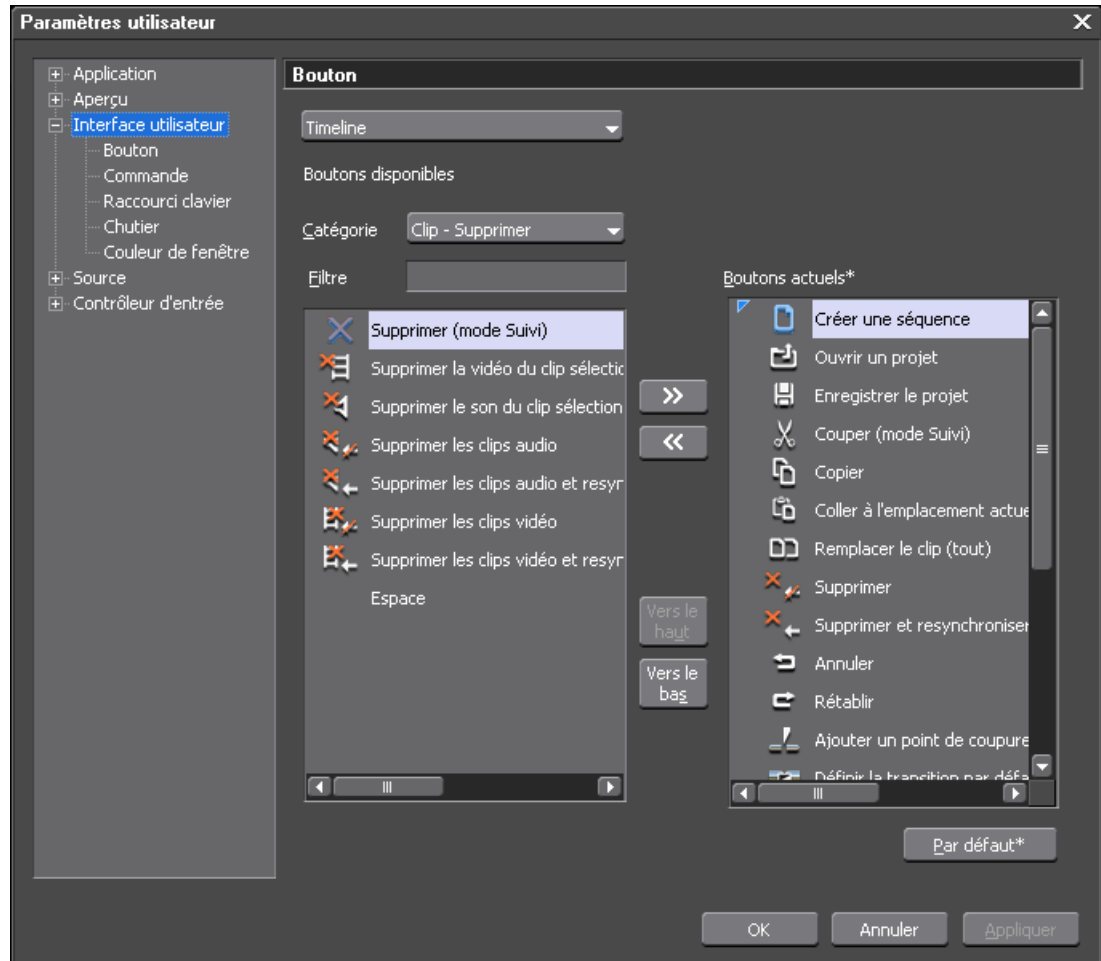 Paramètres utilisateur
Application
Aperçu
Interface utilisateur
Bouton
Commande
Raccourci clavier
Chutier
Couleur de fenêtre
Source
Contrôleur d'entrée
Bouton
Timeline
Boutons disponibles
Catégorie
Clip - Supprimer
Filtre
Supprimer (mode Suivi)
Supprimer la vidéo du clip sélectic
Supprimer le son du clip sélection
Supprimer les clips audio
Supprimer les clips audio et resyr
Supprimer les clips vidéo
Supprimer les clips vidéo et resyr
Espace
Vers le
haut
Vers le
bas
Boutons actuels*
Créer une séquence
Ouvrir un projet
Enregistrer le projet
Couper (mode Suivi)
Copier
Coller à l'emplacement actue
Remplacer le clip (tout)
Supprimer
Supprimer et resynchroniser
Annuler
Rétablir
Ajouter un point de coupure
Définir la transition par défa
Par défaut*
OK
Annuler
Appliquer